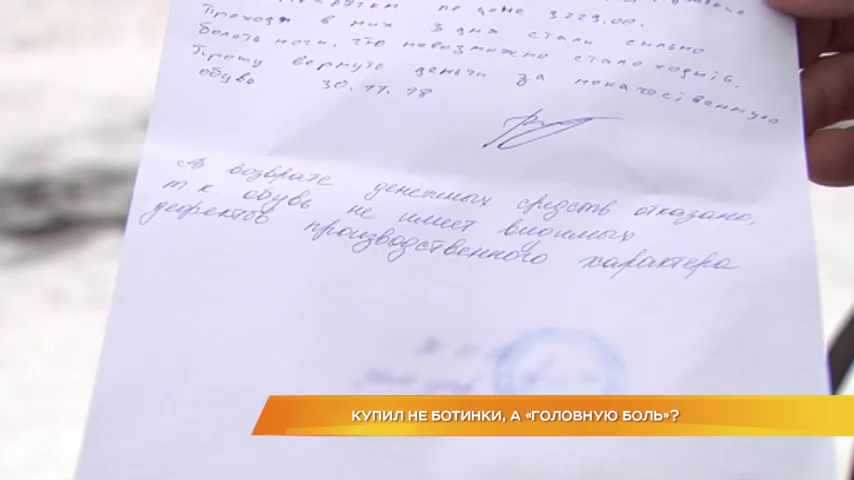 по цене 3229.00.
Проходя в них 3 дня стали сильно
болеть ноги, что невозможно стало ходить.
Прошу вернуть деньги за некачественную
обувь 30.11.18
В возврате денежных средств отказано,
т.к. обувь не имеет видимых
дефектов производственного характера
КУПИЛ НЕ БОТИНКИ, А «ГОЛОВНУЮ БОЛЬ»?